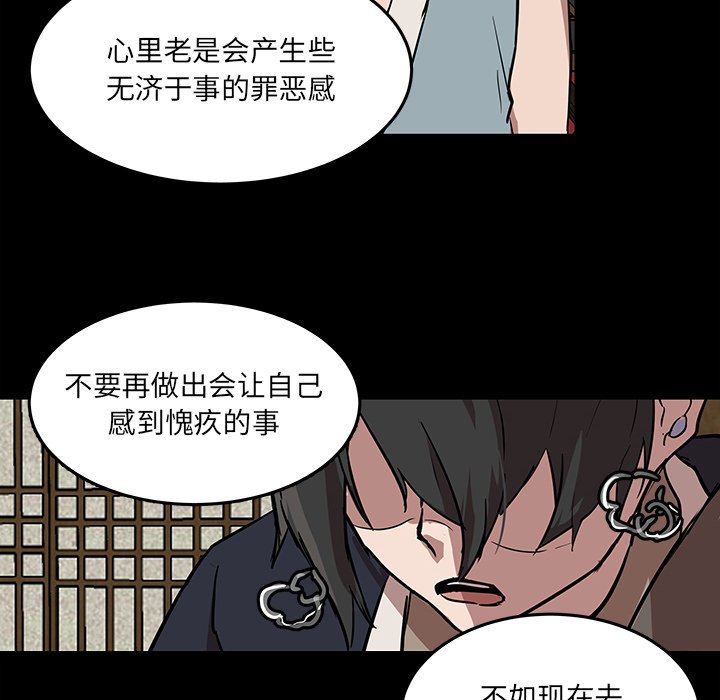 心里老是会产生些
无济于事的罪恶感
不要再做出会让自己
感到愧疚的事
不如现在去